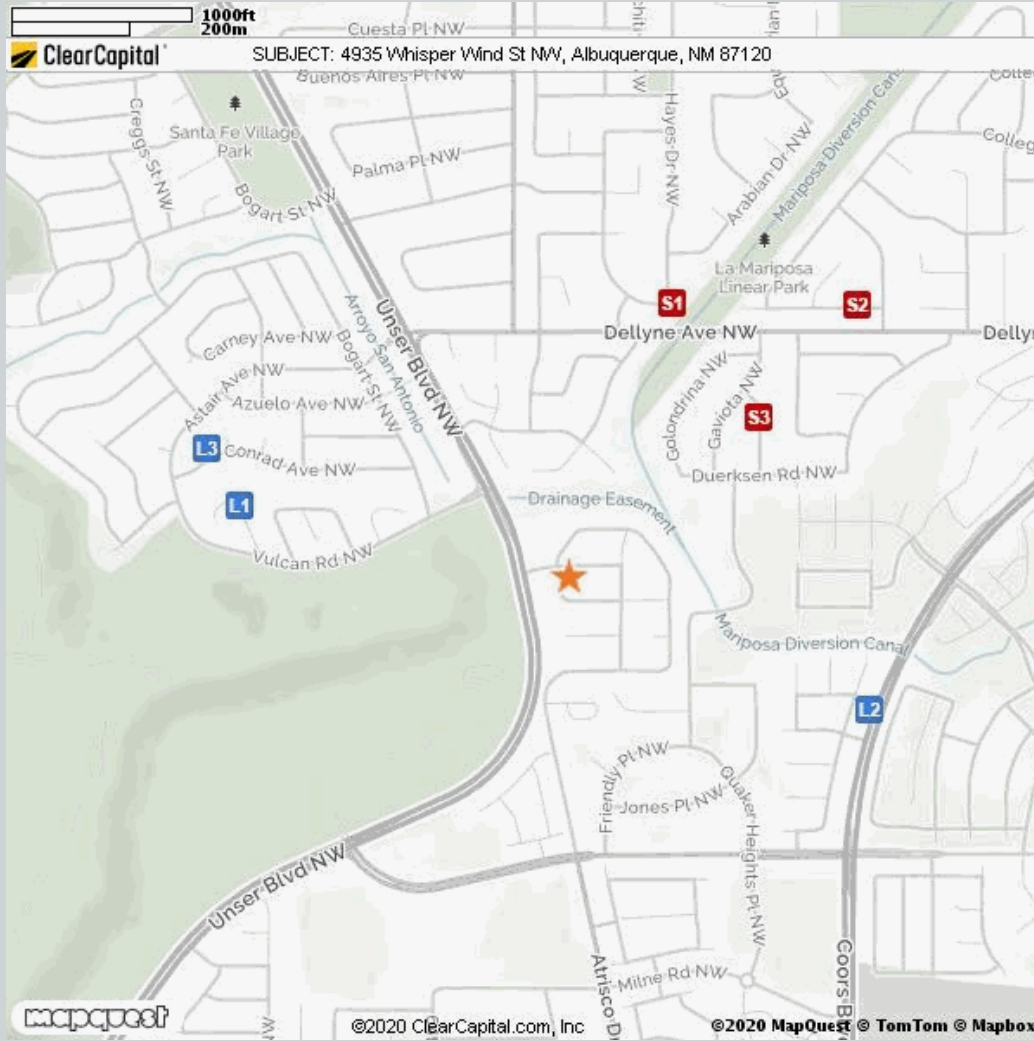 1000ft
200m
Cuesta Pl NW
ClearCapital
SUBJECT: 4935 Whisper Wind St NW, Albuquerque, NM 87120
Buenos Aires Pl NW
Creggs St NW
Santa Fe Village
Park
Palma Pl NW
Bogart St NW
Hayes Dr NW
Arabian Dr NW
Mariposa Diversion Canal
La Mariposa
Linear Park
S1
S2
Dellyne Ave NW
Unser Blvd NW
Arroyo San Antonio
Bogart St NW
Carney Ave NW
Astair Ave NW
Azuelo Ave NW
Golondrina NW
Gaviota NW
S3
L3
Conrad Ave NW
Duerksen Rd NW
L1
Drainage Easement
Vulcan Rd NW
Mariposa Diversion Canal
L2
Friendly Pl NW
Jones Pl NW
Quaker Heights Pl NW
Unser Blvd NW
Milne Rd NW
mapquest
©2020 ClearCapital.com, Inc
©2020 MapQuest © TomTom © Mapbox